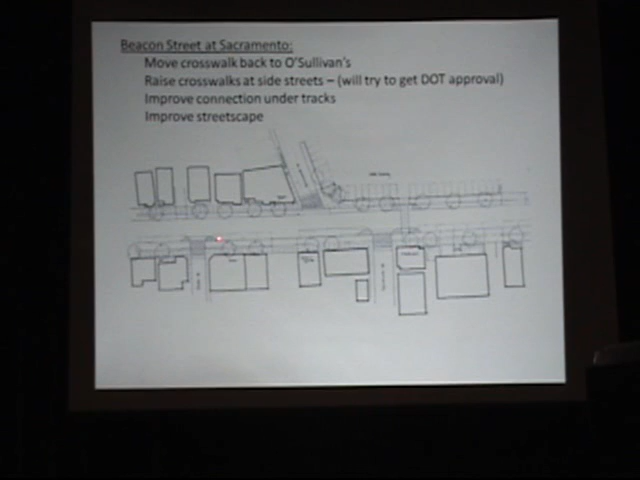 Beacon Street at Sacramento:
Move crosswalk back to O'Sullivan's
Raise crosswalks at side streets – (will try to get DOT approval)
Improve connection under tracks
Improve streetscape